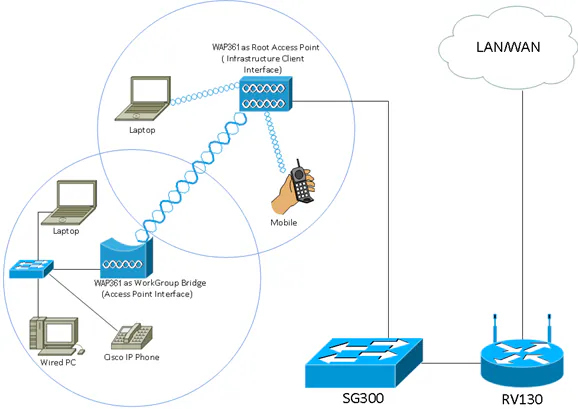 WAP361 as Root Access Point
( Infrastructure Client
Interface)
LAN/WAN
Laptop
Mobile
Laptop
WAP361 as WorkGroup Bridge
(Access Point Interface)
Wired PC
Cisco IP Phone
SG300
RV130